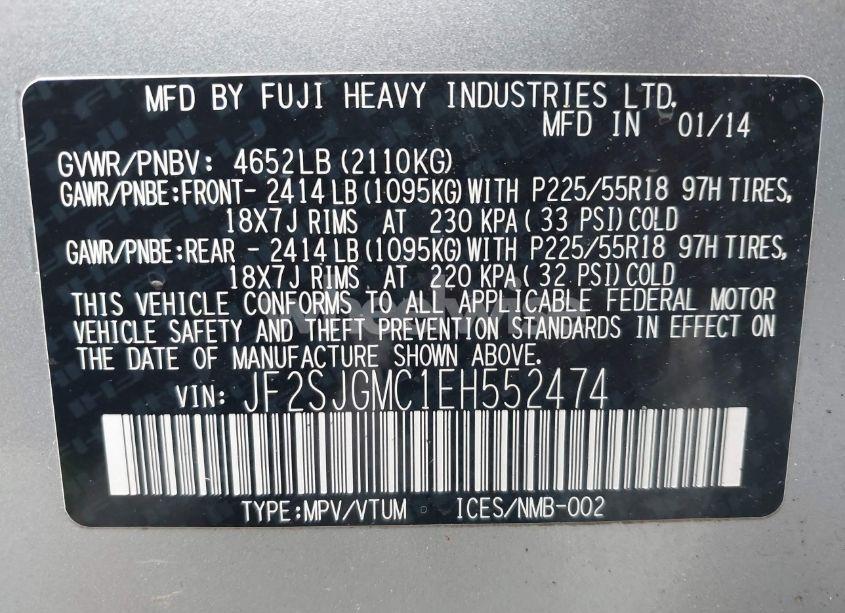 MFD BY FUJI HEAVY INDUSTRIES LTD.
MFD IN 01/14
GVWR/PNBV: 4652LB (2110KG)
GAWR/PNBE:FRONT- 2414 LB (1095KG) WITH P225/55R18 97H TIRES,
18X7J RIMS AT 230 KPA ( 33 PSI) COLD
GAWR/PNBE:REAR - 2414 LB (1095KG) WITH P225/55R18 97H TIRES,
18X7J RIMS AT 220 KPA ( 32 PSI) COLD
THIS VEHICLE CONFORMS TO ALL APPLICABLE FEDERAL MOTOR
VEHICLE SAFETY AND THEFT PREVENTION STANDARDS IN EFFECT ON
THE DATE OF MANUFACTURE SHOWN ABOVE.
VIN: JF2SJGMC1EH552474
TYPE:MPV/VTUM ICES/NMB-002